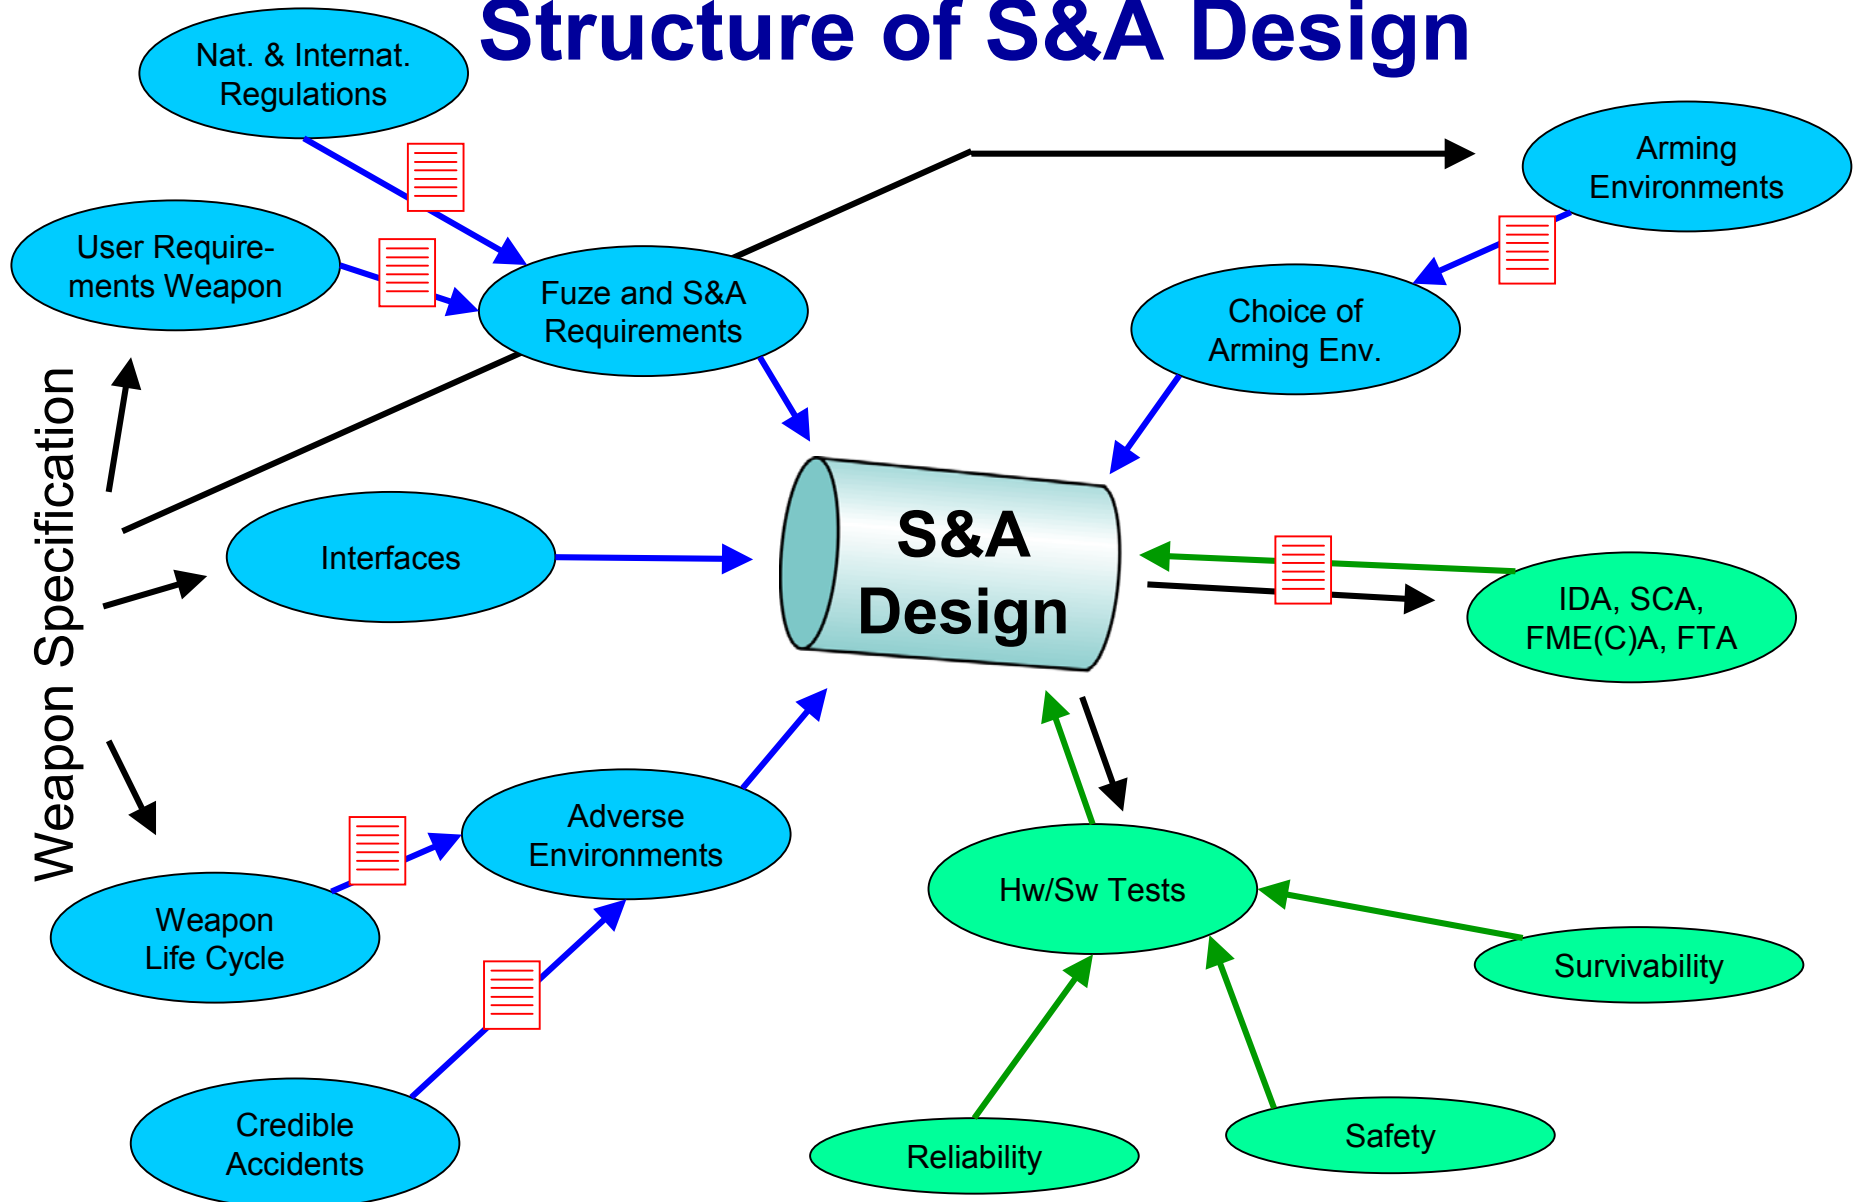 Structure of S&A Design
Nat. & Internat.
Regulations
Arming
Environments
User Require-
ments Weapon
Fuze and S&A
Requirements
Choice of
Arming Env.
Weapon Specification
Interfaces
S&A
Design
IDA, SCA,
FME(C)A, FTA
Adverse
Environments
Hw/Sw Tests
Weapon
Life Cycle
Survivability
Credible
Accidents
Reliability
Safety